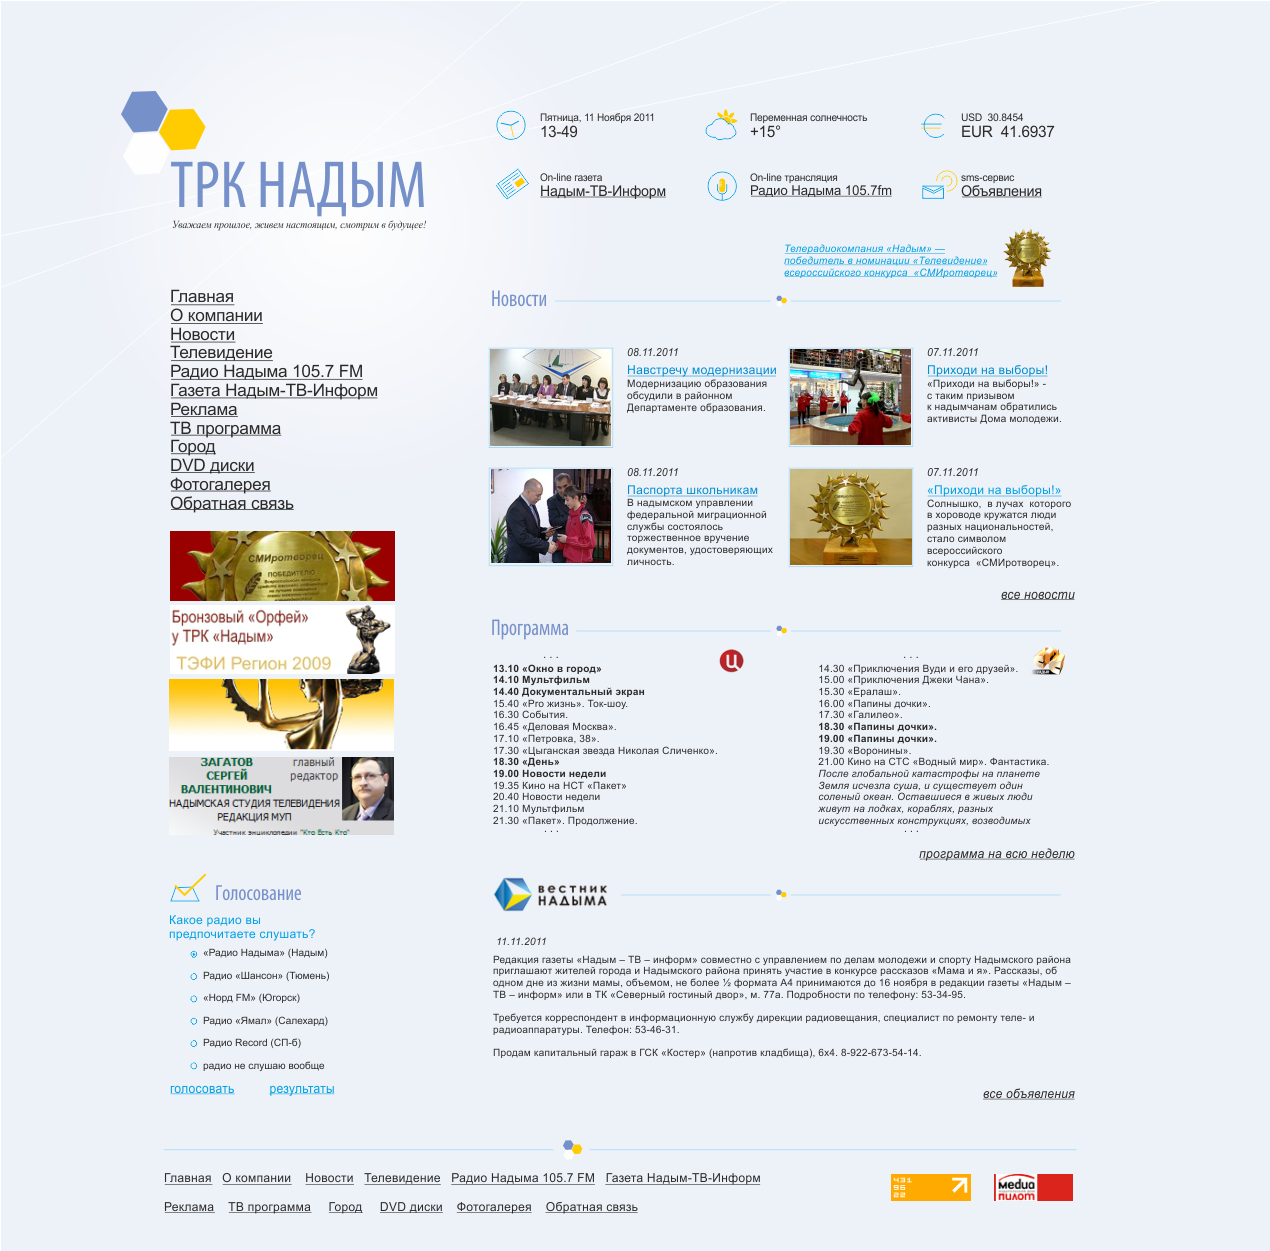 ТРК НАДЫМ
Уважаем прошлое, живем настоящим, смотрим в будущее!
Пятница, 11 Ноября 2011
13-49
Переменная солнечность
+15°
USD 30.8454
EUR 41.6937
On-line газета
Надым-ТВ-Информ
On-line трансляция
Радио Надыма 105.7fm
sms-сервис
Объявления
Телерадиокомпания «Надым» —
победитель в номинации «Телевидение»
всероссийского конкурса «СМИротворец»
Главная
О компании
Новости
Телевидение
Радио Надыма 105.7 FM
Газета Надым-ТВ-Информ
Реклама
ТВ программа
Город
DVD диски
Фотогалерея
Обратная связь
СМИротворец
ПОБЕДИТЕЛЮ
Бронзовый «Орфей»
у ТРК «Надым»
ТЭФИ Регион 2009
ЗАГАТОВ
СЕРГЕЙ
ВАЛЕНТИНОВИЧ
главный
редактор
НАДЫМСКАЯ СТУДИЯ ТЕЛЕВИДЕНИЯ
РЕДАКЦИЯ МУП
Участник энциклопедии "Кто Есть Кто"
Новости
08.11.2011
Навстречу модернизации
Модернизацию образования
обсудили в районном
Департаменте образования.
07.11.2011
Приходи на выборы!
«Приходи на выборы!» -
с таким призывом
к надымчанам обратились
активисты Дома молодежи.
08.11.2011
Паспорта школьникам
В надымском управлении
федеральной миграционной
службы состоялось
торжественное вручение
документов, удостоверяющих
личность.
07.11.2011
«Приходи на выборы!»
Солнышко, в лучах которого
в хороводе кружатся люди
разных национальностей,
стало символом
всероссийского
конкурса «СМИротворец».
все новости
Программа
. . .
13.10 «Окно в город»
14.10 Мультфильм
14.40 Документальный экран
15.40 «Pro жизнь». Ток-шоу.
16.30 События.
16.45 «Деловая Москва».
17.10 «Петровка, 38».
17.30 «Цыганская звезда Николая Сличенко».
18.30 «День»
19.00 Новости недели
19.35 Кино на НСТ «Пакет»
20.40 Новости недели
21.10 Мультфильм
21.30 «Пакет». Продолжение.
. . .
. . .
14.30 «Приключения Вуди и его друзей».
15.00 «Приключения Джеки Чана».
15.30 «Ералаш».
16.00 «Папины дочки».
17.30 «Галилео».
18.30 «Папины дочки».
19.00 «Папины дочки».
19.30 «Воронины».
21.00 Кино на СТС «Водный мир». Фантастика.
После глобальной катастрофы на планете
Земля исчезла суша, и существует один
соленый океан. Оставшиеся в живых люди
живут на лодках, кораблях, разных
искусственных конструкциях, возводимых
. . .
программа на всю неделю
Голосование
Какое радио вы
предпочитаете слушать?
«Радио Надыма» (Надым)
Радио «Шансон» (Тюмень)
«Норд FM» (Югорск)
Радио «Ямал» (Салехард)
Радио Record (СП-б)
радио не слушаю вообще
голосовать
результаты
ВЕСТНИК
НАДЫМА
11.11.2011
Редакция газеты «Надым – ТВ – информ» совместно с управлением по делам молодежи и спорту Надымского района
приглашают жителей города и Надымского района принять участие в конкурсе рассказов «Мама и я». Рассказы, об
одном дне из жизни мамы, объемом, не более ½ формата А4 принимаются до 16 ноября в редакции газеты «Надым –
ТВ – информ» или в ТК «Северный гостиный двор», м. 77а. Подробности по телефону: 53-34-95.
Требуется корреспондент в информационную службу дирекции радиовещания, специалист по ремонту теле- и
радиоаппаратуры. Телефон: 53-46-31.
Продам капитальный гараж в ГСК «Костер» (напротив кладбища), 6х4. 8-922-673-54-14.
все объявления
Главная О компании Новости Телевидение Радио Надыма 105.7 FM Газета Надым-ТВ-Информ
Реклама ТВ программа Город DVD диски Фотогалерея Обратная связь
431
56
22
медиа
пилот